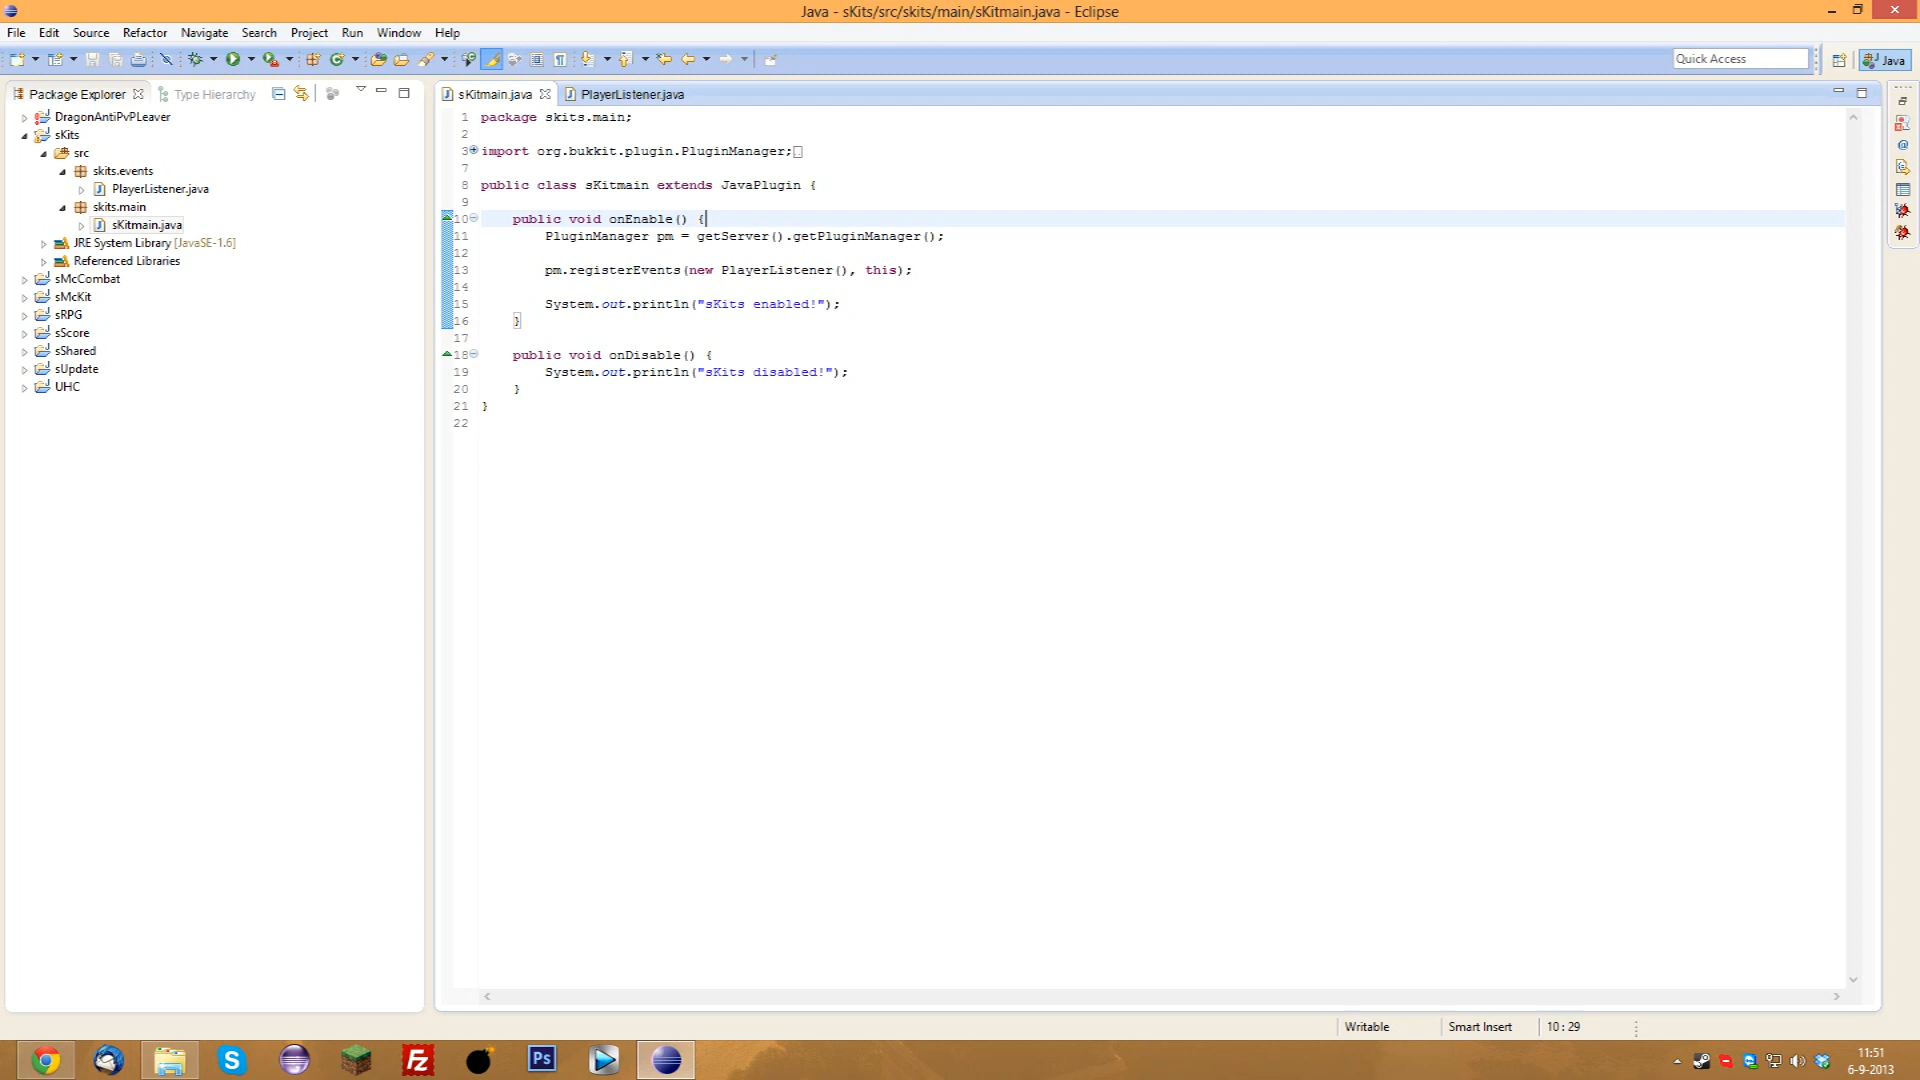 Java - sKits/src/skits/main/sKitmain.java - Eclipse
File Edit Source Refactor Navigate Search Project Run Window Help
Quick Access
Java
Package Explorer
Type Hierarchy
DragonAntiPvPLeaver
sKits
src
skits.events
PlayerListener.java
skits.main
sKitmain.java
JRE System Library [JavaSE-1.6]
Referenced Libraries
sMcCombat
sMcKit
sRPG
sScore
sShared
sUpdate
UHC
sKitmain.java
PlayerListener.java
1 package skits.main;
2
3 import org.bukkit.plugin.PluginManager;
7
8 public class sKitmain extends JavaPlugin {
9
10 public void onEnable() {
11 PluginManager pm = getServer().getPluginManager();
12
13 pm.registerEvents(new PlayerListener(), this);
14
15 System.out.println("sKits enabled!");
16 }
17
18 public void onDisable() {
19 System.out.println("sKits disabled!");
20 }
21 }
22
Writable Smart Insert 10 : 29
S
Fz
Ps
11:51
6-9-2013